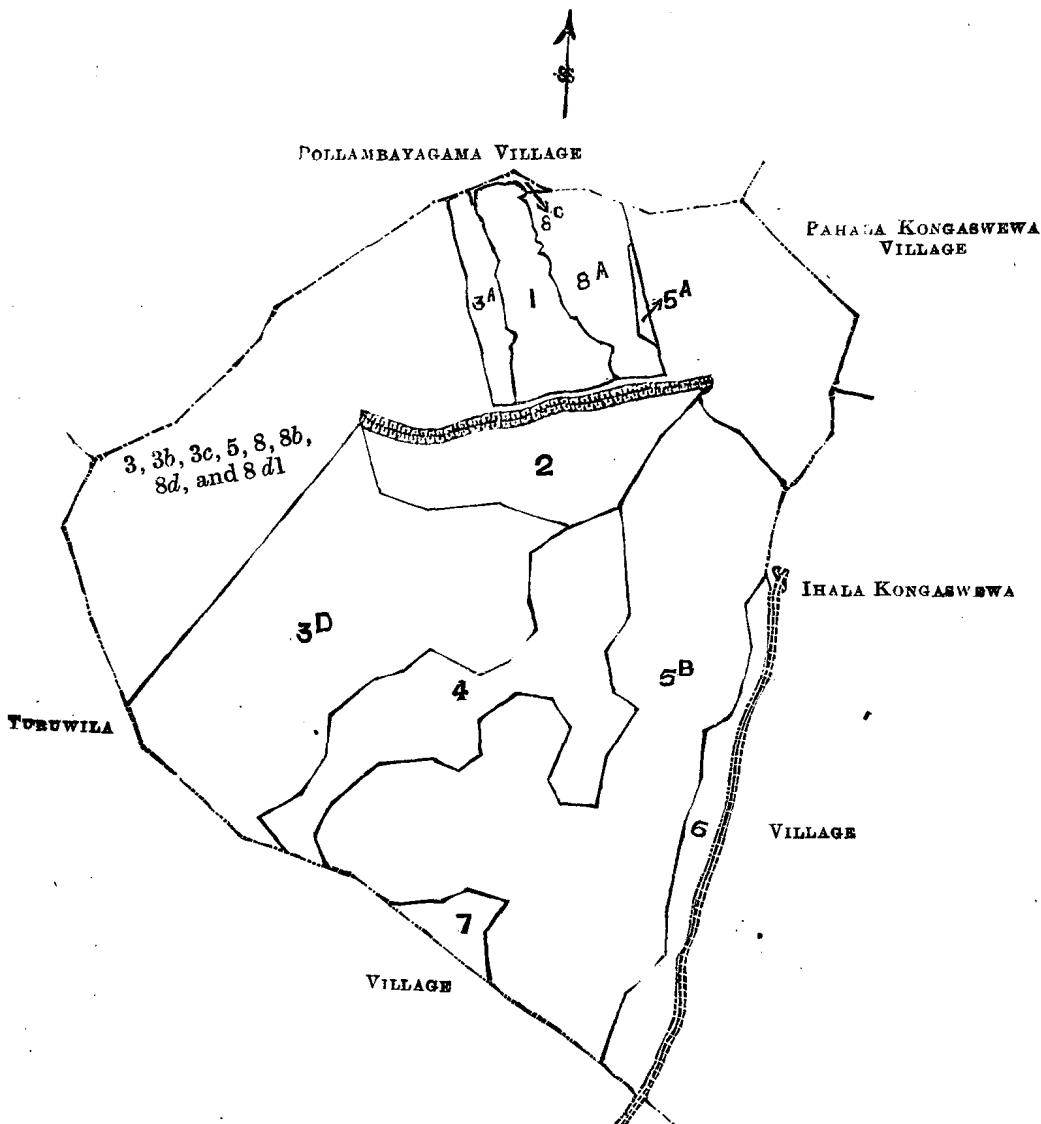 POLLAMBAYAGAMA VILLAGE
PAHALA KONGASWEWA
VILLAGE
8C
3A
1
8A
5A
3, 3b, 3c, 5, 8, 8b,
8d, and 8 d1
2
IHALA KONGASWEWA
3D
5B
4
TURUWILA
6
VILLAGE
7
VILLAGE